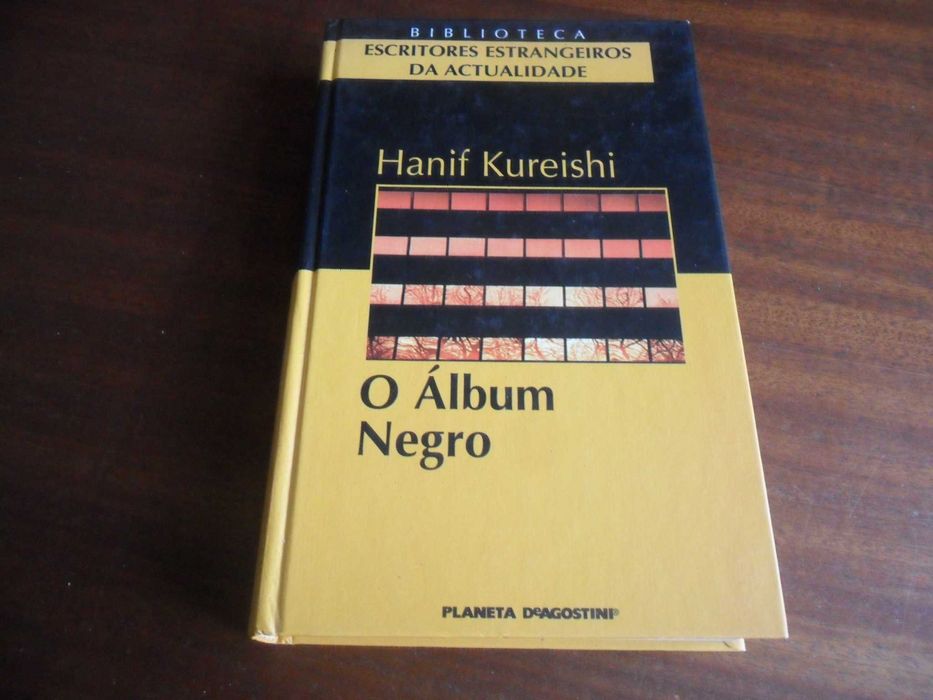 BIBLIOTECA
ESCRITORES ESTRANGEIROS
DA ACTUALIDADE
Hanif Kureishi
O Álbum
Negro
PLANETA DeAGOSTINI®